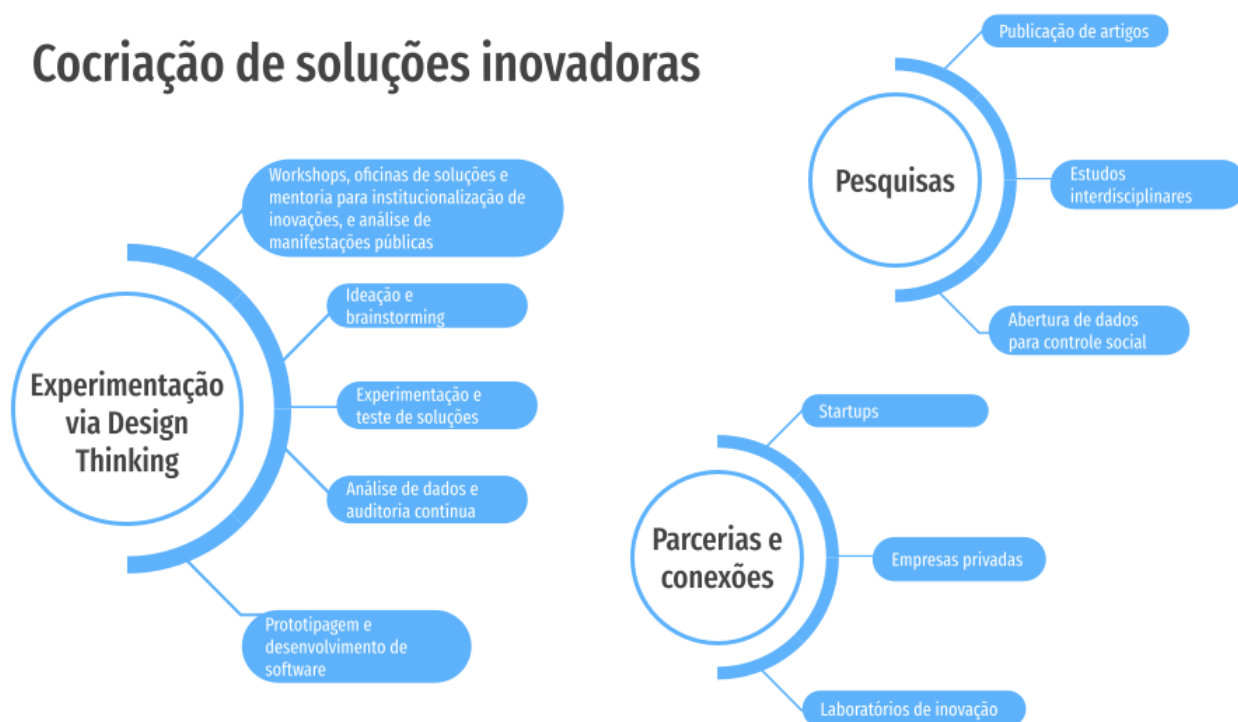 Cocriação de soluções inovadoras
Workshops, oficinas de soluções e
mentoria para institucionalização de
inovações, e análise de
manifestações públicas
Ideação e
brainstorming
Experimentação
via Design
Thinking
Experimentação e
teste de soluções
Análise de dados e
auditoria contínua
Prototipagem e
desenvolvimento de
software
Publicação de artigos
Pesquisas
Estudos
interdisciplinares
Abertura de dados
para controle social
Startups
Parcerias e
conexões
Empresas privadas
Laboratórios de inovação